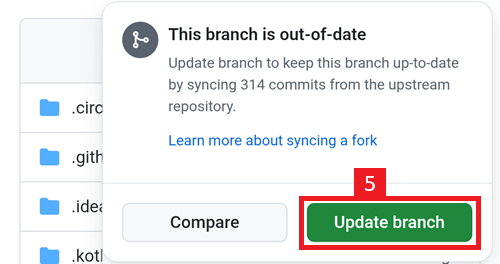 This branch is out-of-date
Update branch to keep this branch up-to-date
by syncing 314 commits from the upstream
repository.
.circ
Learn more about syncing a fork
.gith
5
.idea
Compare
Update branch
.kotl